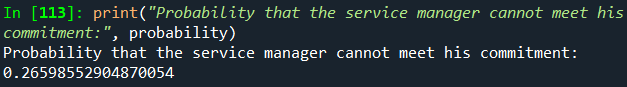 In [113]: print("Probability that the service manager cannot meet his
commitment:", probability)
Probability that the service manager cannot meet his commitment:
0.26598552904870054